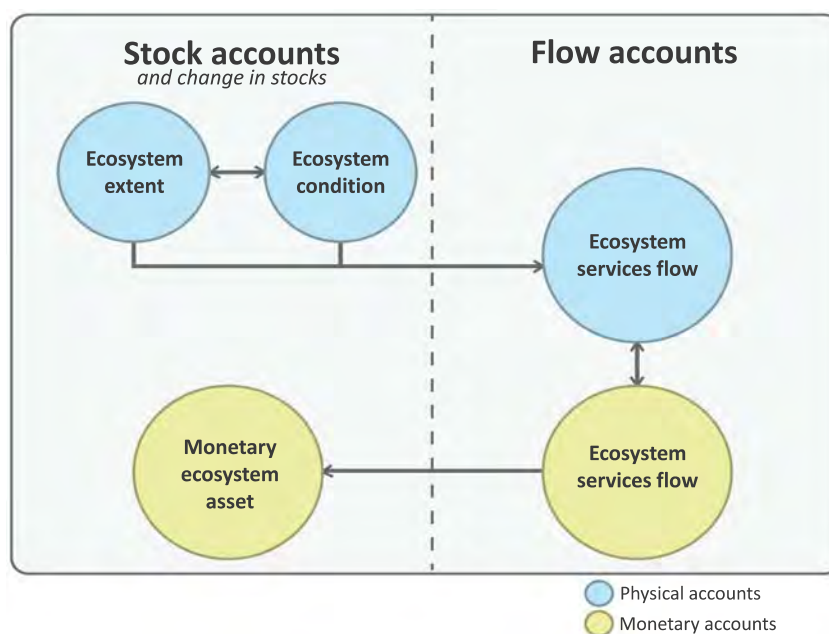 Stock accounts
and change in stocks
Flow accounts
Ecosystem
extent
Ecosystem
condition
Ecosystem
services flow
Monetary
ecosystem
asset
Ecosystem
services flow
Physical accounts
Monetary accounts